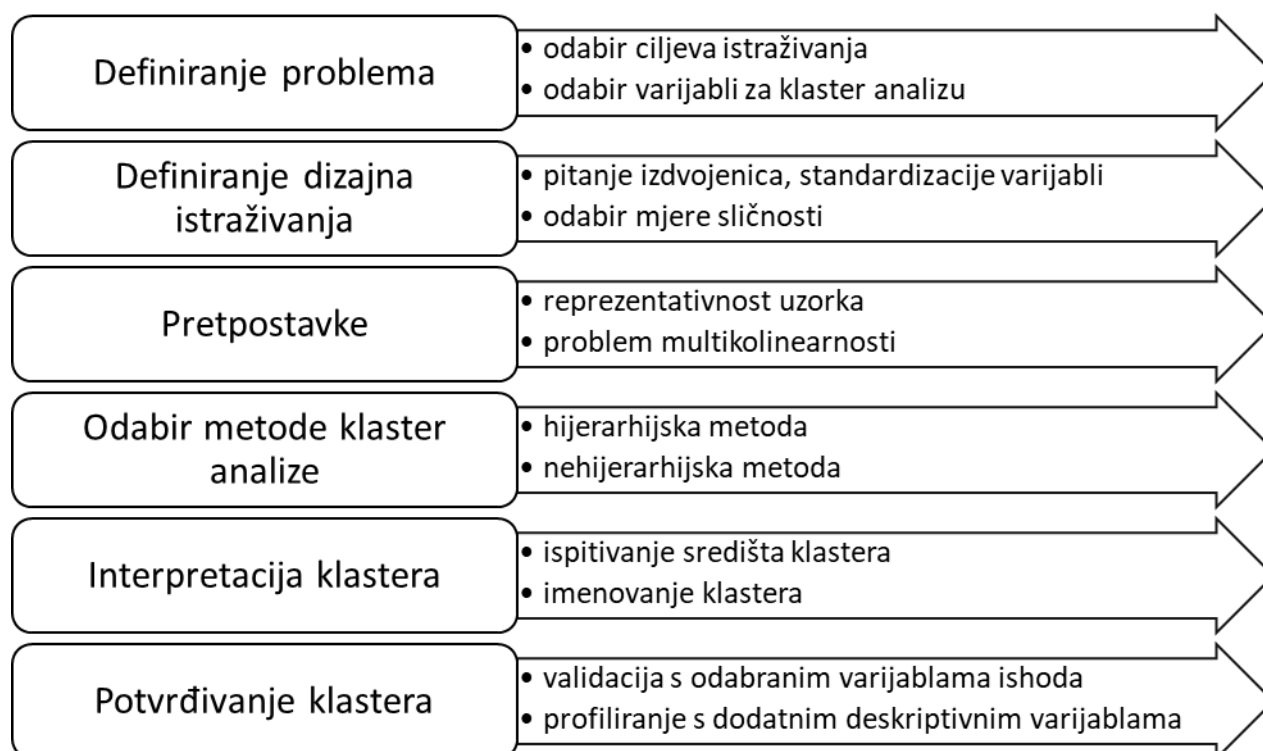 Definiranje problema
• odabir ciljeva istraživanja
• odabir varijabli za klaster analizu
Definiranje dizajna
istraživanja
• pitanje izdvojenica, standardizacije varijabli
• odabir mjere sličnosti
Pretpostavke
• reprezentativnost uzorka
• problem multikolinearnosti
Odabir metode klaster
analize
• hijerarhijska metoda
• nehijerarhijska metoda
Interpretacija klastera
• ispitivanje središta klastera
• imenovanje klastera
Potvrđivanje klastera
• validacija s odabranim varijablama ishoda
• profiliranje s dodatnim deskriptivnim varijablama